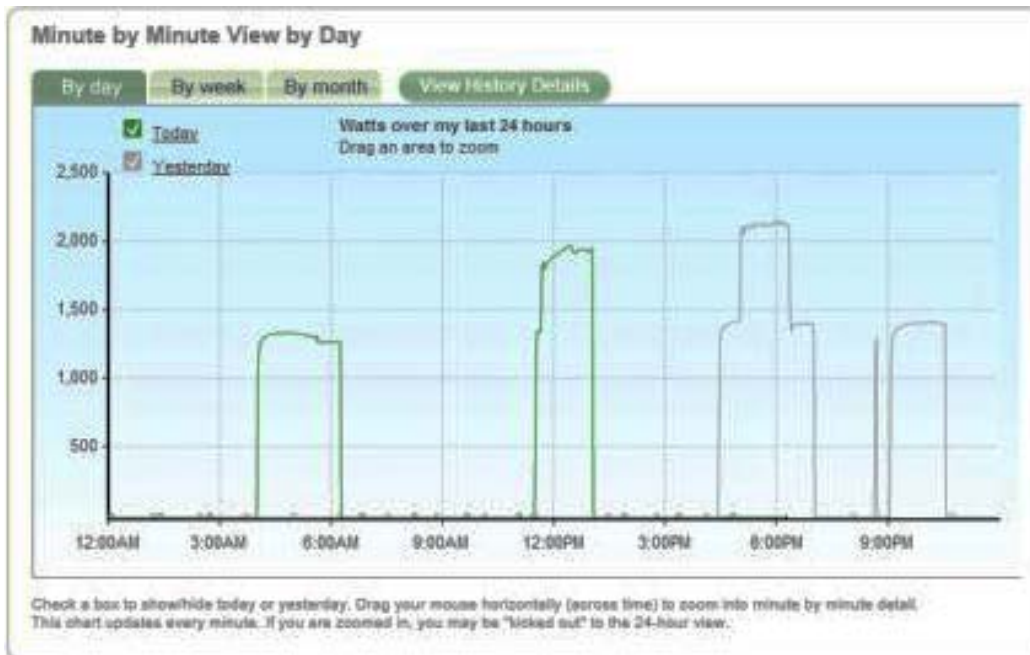 Minute by Minute View by Day
By day By week By month View History Details
Today
Yesterday
Watts over my last 24 hours
Drag an area to zoom
2,500
2,000
1,500
1,000
500
12:00AM 3:00AM 6:00AM 9:00AM 12:00PM 3:00PM 6:00PM 9:00PM
Check a box to show/hide today or yesterday. Drag your mouse horizontally (across time) to zoom into minute by minute detail.
This chart updates every minute. If you are zoomed in, you may be "kicked out" to the 24-hour view.